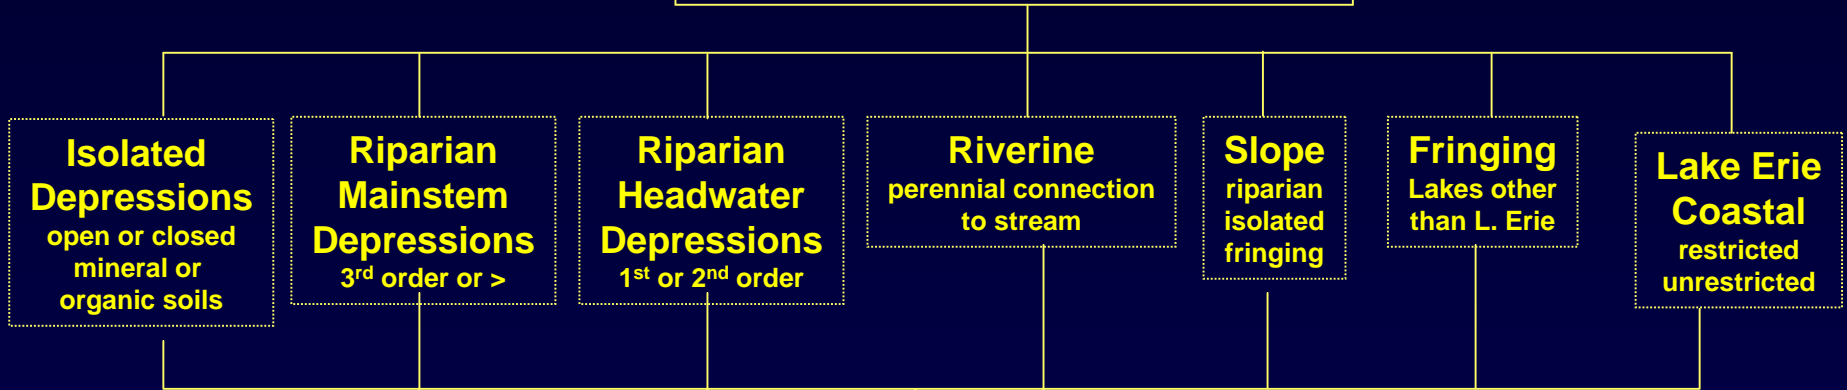 Isolated
Depressions
open or closed
mineral or
organic soils
Riparian
Mainstem
Depressions
3rd order or >
Riparian
Headwater
Depressions
1st or 2nd order
Riverine
perennial connection
to stream
Slope
riparian
isolated
fringing
Fringing
Lakes other
than L. Erie
Lake Erie
Coastal
restricted
unrestricted